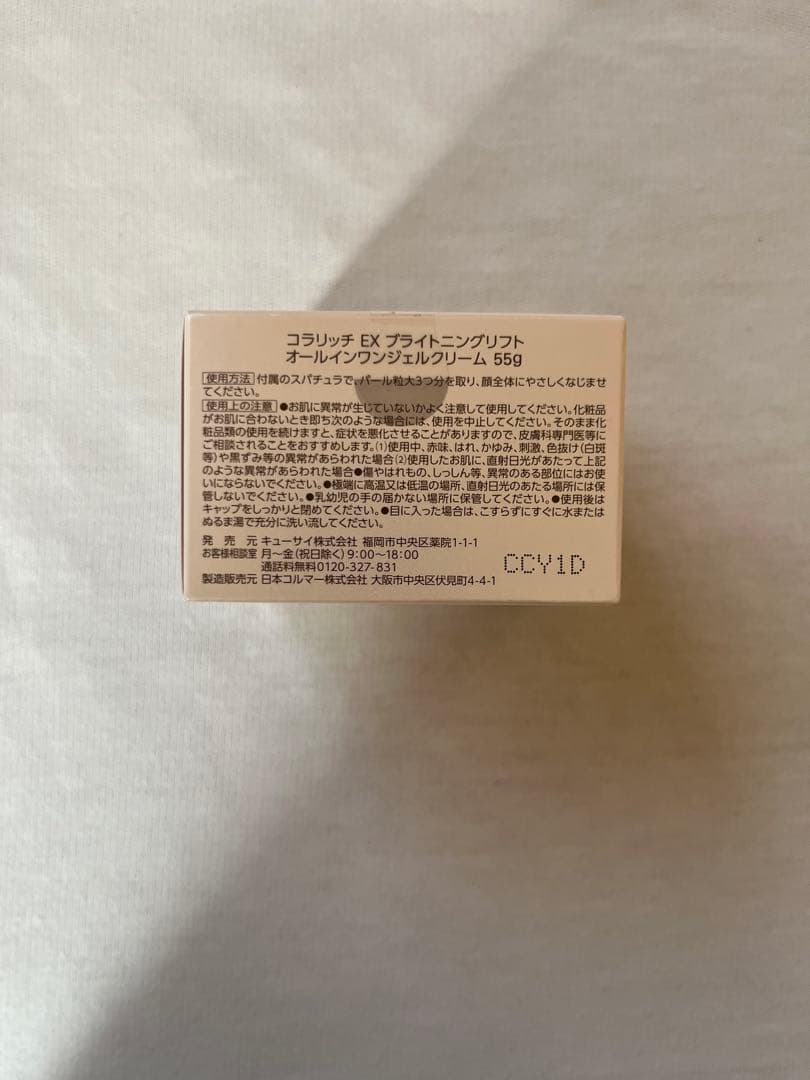 コラリッチ EX ブライトニングリフト
オールインワンジェルクリーム 55g
使用方法 付属のスパチュラで、パール粒大3つ分を取り、顔全体にやさしくなじませ
てください。
使用上の注意 ●お肌に異常が生じていないかよく注意して使用してください。化粧品
がお肌に合わないとき即ち次のような場合には、使用を中止してください。そのまま化
粧品類の使用を続けますと、症状を悪化させることがありますので、皮膚科専門医等に
ご相談されることをおすすめします。(1)使用中、赤味、はれ、かゆみ、刺激、色抜け(白斑
等)や黒ずみ等の異常があらわれた場合(2)使用したお肌に、直射日光があたって上記
のような異常があらわれた場合●傷やはれもの、しっしん等、異常のある部位にはお使
いにならないでください。●極端に高温又は低温の場所、直射日光のあたる場所には保
管しないでください。●乳幼児の手の届かない場所に保管してください。●使用後は
キャップをしっかりと閉めてください。●目に入った場合は、こすらずにすぐに水または
ぬるま湯で充分に洗い流してください。
発売元 キューサイ株式会社 福岡市中央区薬院1-1-1
お客様相談室 月〜金(祝日除く)9:00〜18:00
通話料無料0120-327-831
製造販売元 日本コルマー株式会社 大阪市中央区伏見町4-4-1
CCY1D